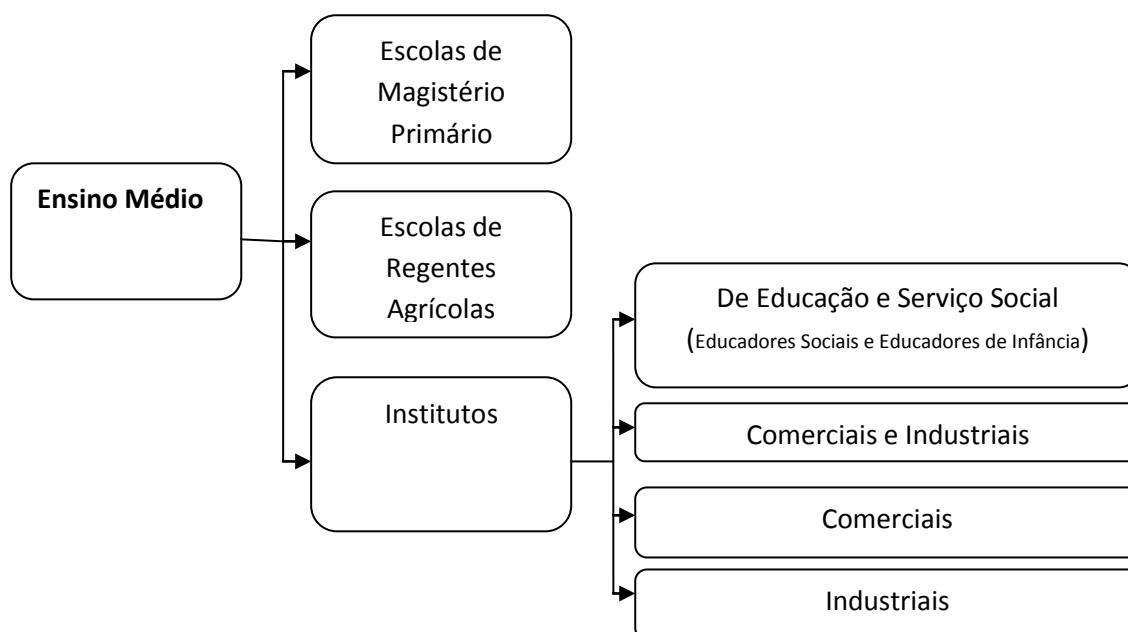 Escolas de
Magistério
Primário
Ensino Médio
Escolas de
Regentes
Agrícolas
De Educação e Serviço Social
(Educadores Sociais e Educadores de Infância)
Institutos
Comerciais e Industriais
Comerciais
Industriais